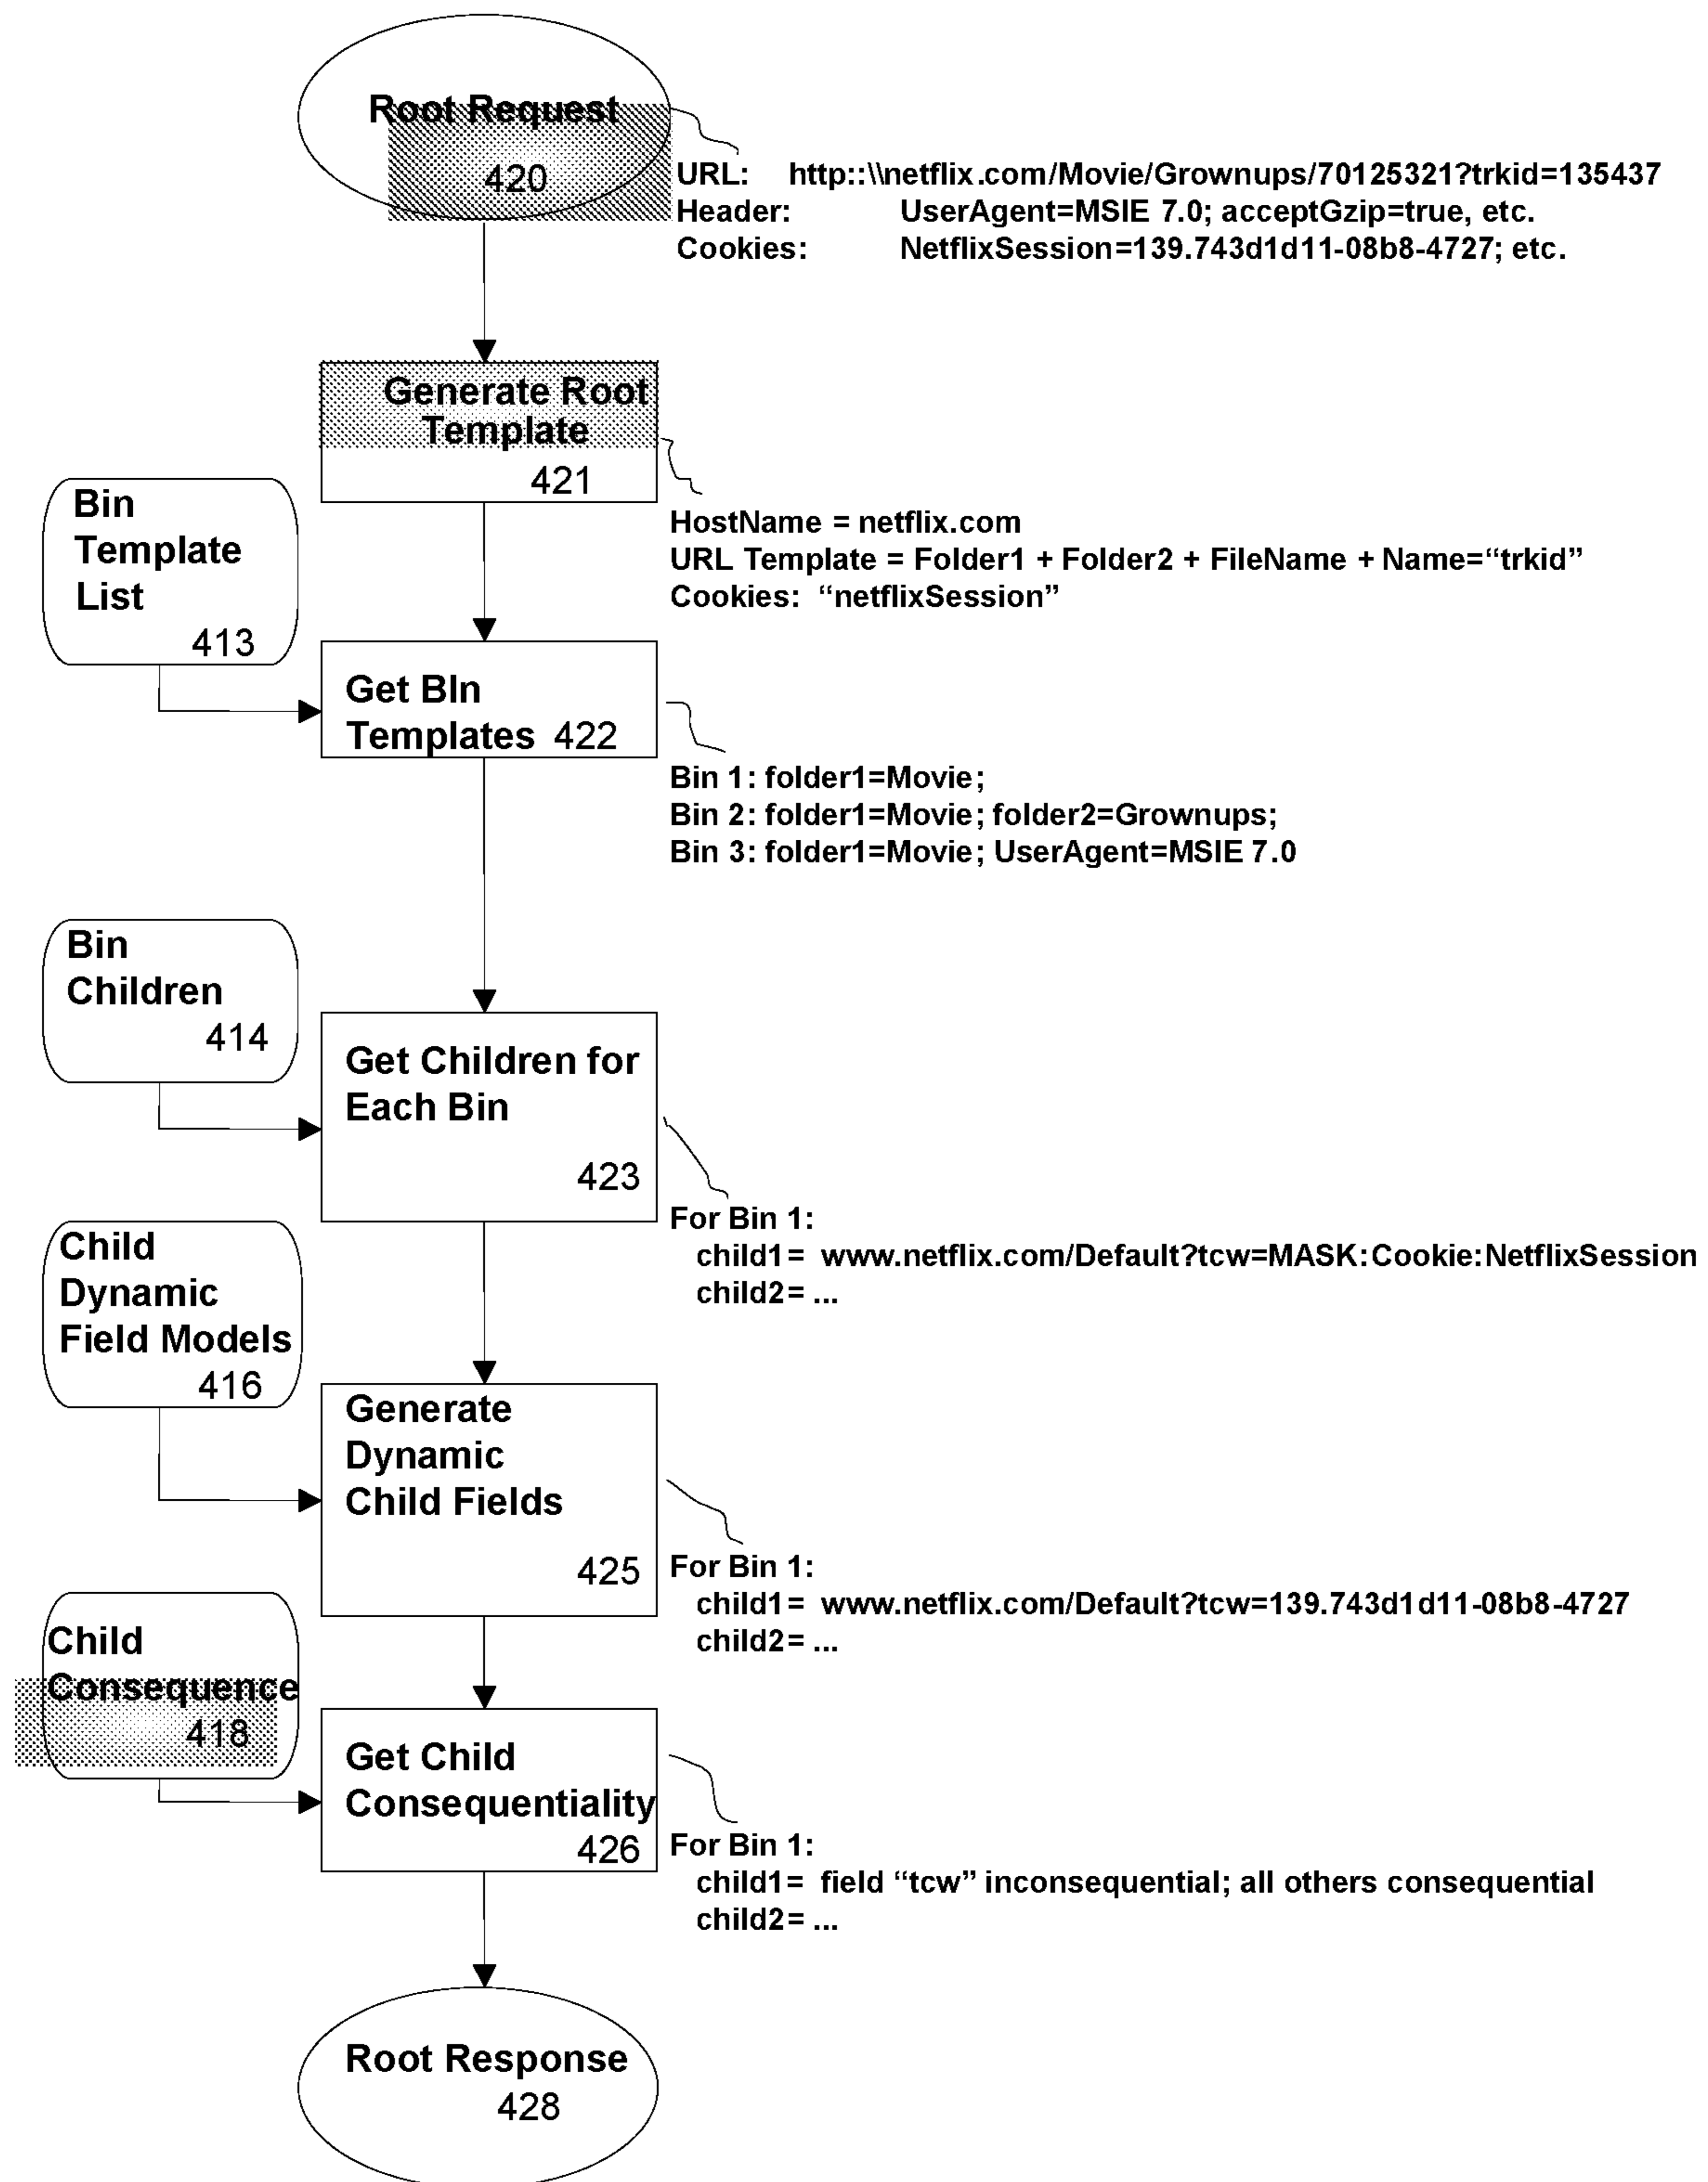 Root Request
420
URL: http::\\netflix.com/Movie/Grownups/70125321?trkid=135437
Header: UserAgent=MSIE 7.0; acceptGzip=true, etc.
Cookies: NetflixSession=139.743d1d11-08b8-4727; etc.
Generate Root
Template
421
HostName = netflix.com
URL Template = Folder1 + Folder2 + FileName + Name=“trkid”
Cookies: “netflixSession”
Bin
Template
List
413
Get BIn
Templates 422
Bin 1: folder1=Movie;
Bin 2: folder1=Movie; folder2=Grownups;
Bin 3: folder1=Movie; UserAgent=MSIE 7.0
Bin
Children
414
Get Children for
Each Bin
423
For Bin 1:
child1= www.netflix.com/Default?tcw=MASK:Cookie:NetflixSession
child2= ...
Child
Dynamic
Field Models
416
Generate
Dynamic
Child Fields
425
For Bin 1:
child1= www.netflix.com/Default?tcw=139.743d1d11-08b8-4727
child2= ...
Child
Consequence
418
Get Child
Consequentiality
426
For Bin 1:
child1= field “tcw” inconsequential; all others consequential
child2= ...
Root Response
428